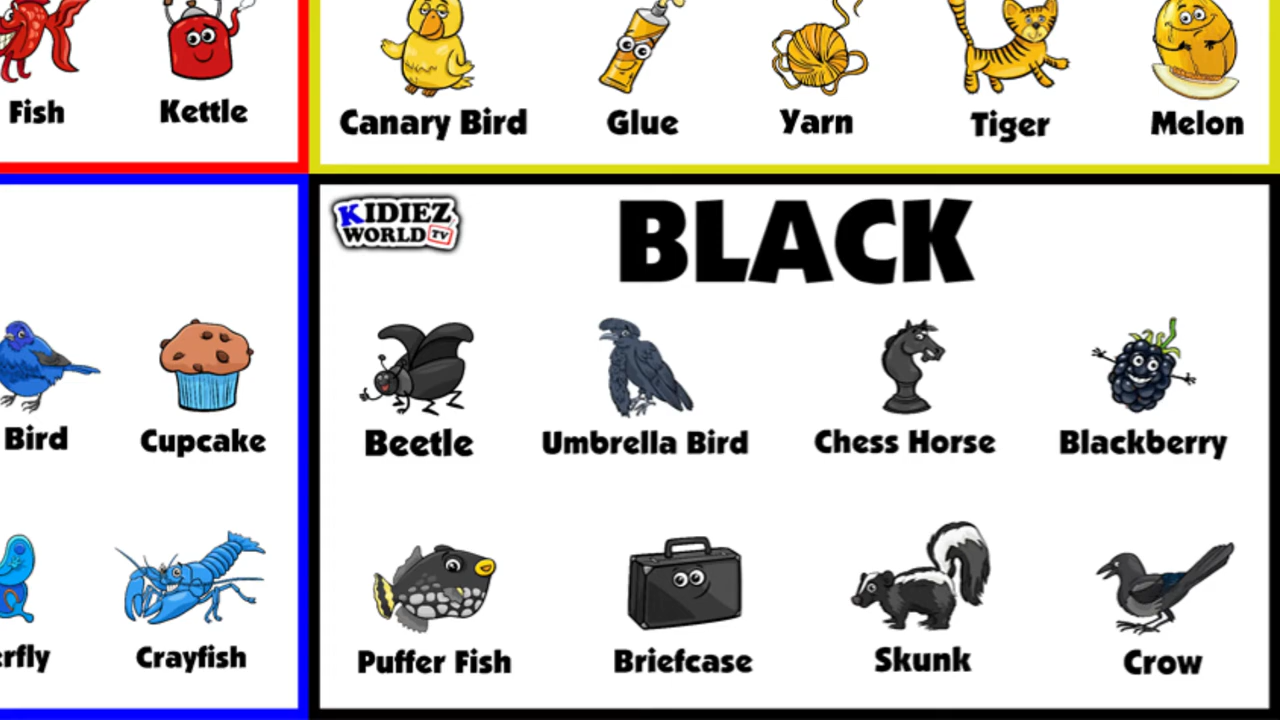 Fish Kettle
Canary Bird Glue Yarn Tiger Melon
KIDIEZ
WORLD TV
BLACK
Bird Cupcake
Beetle Umbrella Bird Chess Horse Blackberry
erfly Crayfish
Puffer Fish Briefcase Skunk Crow